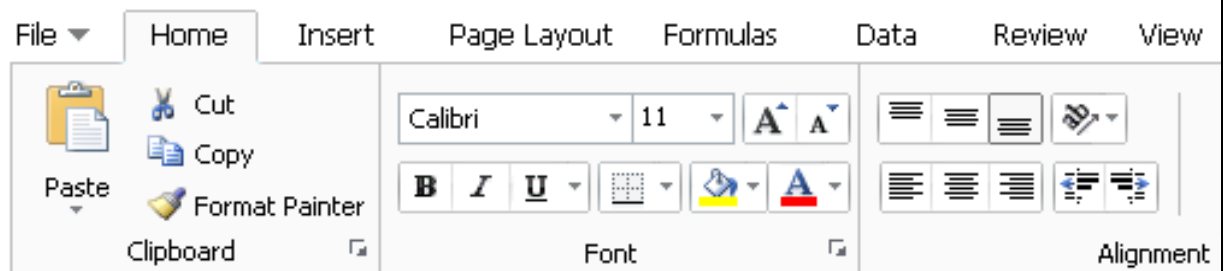 File Home Insert Page Layout Formulas Data Review View
Cut
Calibri 11 A A
Copy
Paste
B I U A
Format Painter
Clipboard Font Alignment